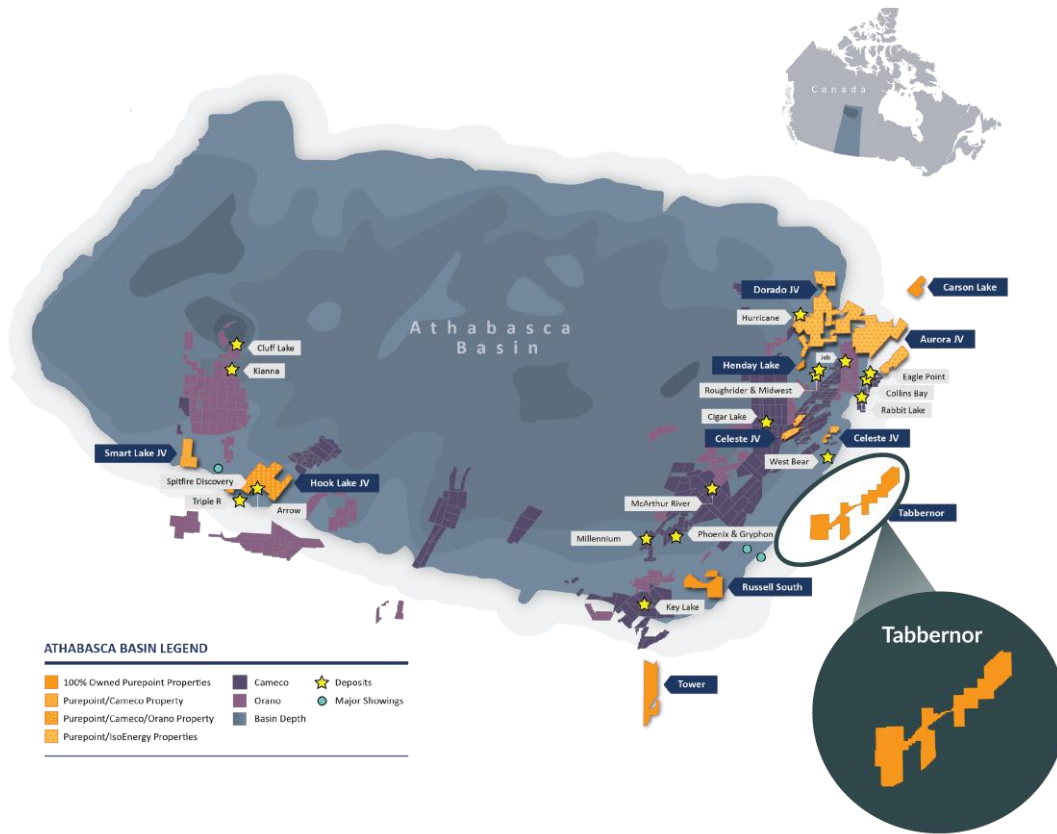 Canada
Athabasca
Basin
Dorado JV
Carson Lake
Hurricane
Aurora JV
Cluff Lake
Kianna
Henday Lake
Jeb
Eagle Point
Roughrider & Midwest
Collins Bay
Rabbit Lake
Cigar Lake
Celeste JV
Celeste JV
Smart Lake JV
West Bear
Spitfire Discovery
Hook Lake JV
Triple R
Arrow
McArthur River
Tabbernor
Millennium
Phoenix & Gryphon
Russell South
Key Lake
Tabbernor
Tower
ATHABASCA BASIN LEGEND
100% Owned Purepoint Properties
Cameco
Deposits
Purepoint/Cameco Property
Orano
Major Showings
Purepoint/Cameco/Orano Property
Basin Depth
Purepoint/IsoEnergy Properties